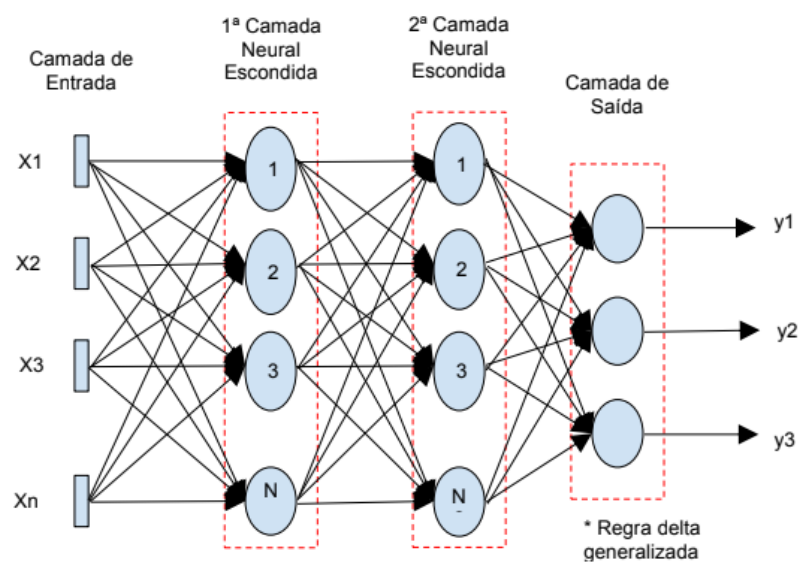 Camada de
Entrada
1ª Camada
Neural
Escondida
2ª Camada
Neural
Escondida
Camada de
Saída
X1
X2
X3
Xn
1
2
3
N
1
2
3
N
y1
y2
y3
* Regra delta
generalizada